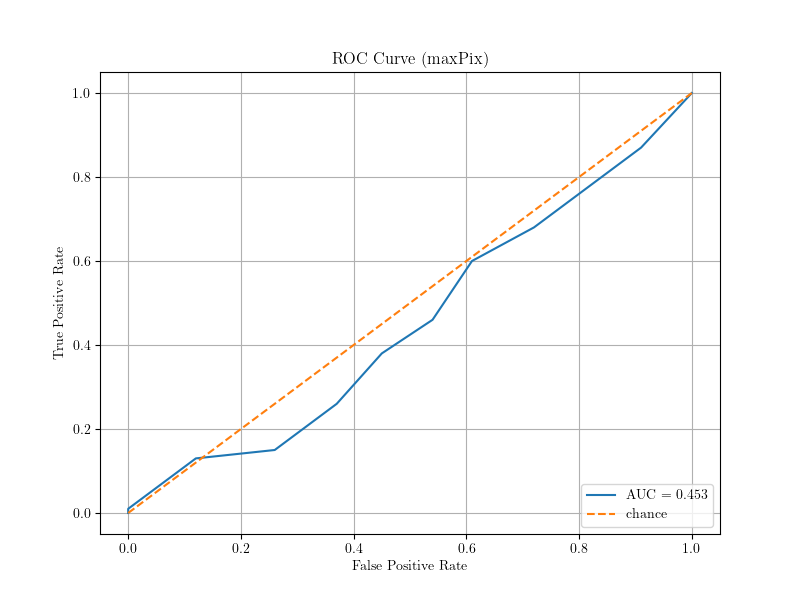 ROC Curve (maxPix)
True Positive Rate
1.0
0.8
0.6
0.4
0.2
0.0
AUC = 0.453
chance
0.0 0.2 0.4 0.6 0.8 1.0
False Positive Rate